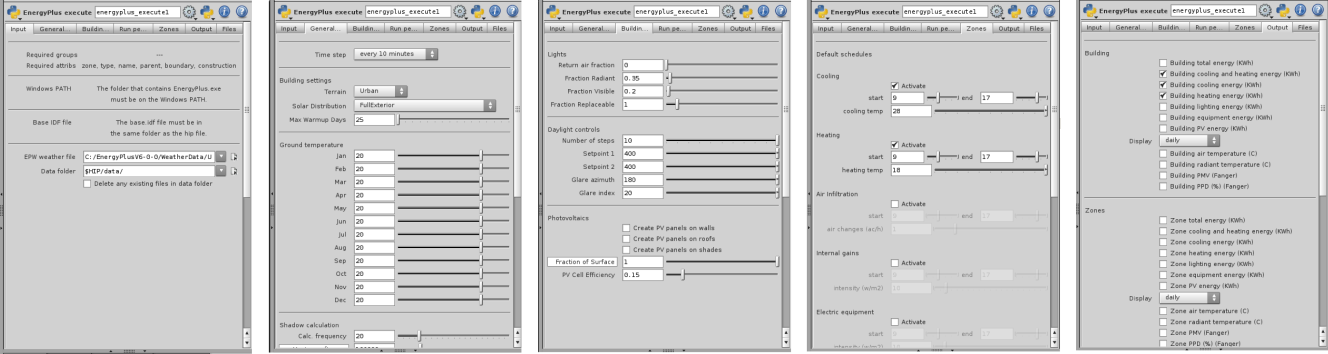 EnergyPlus execute energyplus_execute1
Input General... Buildin... Run pe... Zones Output Files
Required groups ---
Required attribs zone, type, name, parent, boundary, construction
Windows PATH The folder that contains EnergyPlus.exe
must be on the Windows PATH.
Base IDF file The base.idf file must be in
the same folder as the hip file.
EPW weather file C:/EnergyPlusV6-0-0/WeatherData/U
Data folder $HIP/data/
Delete any existing files in data folder
EnergyPlus execute energyplus_execute1
Input General... Buildin... Run pe... Zones Output Files
Time step every 10 minutes
Building settings
Terrain Urban
Solar Distribution FullExterior
Max Warmup Days 25
Ground temperature
Jan 20
Feb 20
Mar 20
Apr 20
May 20
Jun 20
Jul 20
Aug 20
Sep 20
Oct 20
Nov 20
Dec 20
Shadow calculation
Calc. frequency 20
EnergyPlus execute energyplus_execute1
Input General... Buildin... Run pe... Zones Output Files
Lights
Return air fraction 0
Fraction Radiant 0.35
Fraction Visible 0.2
Fraction Replaceable 1
Daylight controls
Number of steps 10
Setpoint 1 400
Setpoint 2 400
Glare azimuth 180
Glare index 20
Photovoltaics
Create PV panels on walls
Create PV panels on roofs
Create PV panels on shades
Fraction of Surface 1
PV Cell Efficiency 0.15
EnergyPlus execute energyplus_execute1
Input General... Buildin... Run pe... Zones Output Files
Default schedules
Cooling
Activate
start 9 end 17
cooling temp 28
Heating
Activate
start 9 end 17
heating temp 18
Air Infiltration
Activate
start 9 end 17
air changes (ac/h) 1
Internal gains
Activate
start 9 end 17
intensity (w/m2) 10
Electric equipment
Activate
start 9 end 17
intensity (w/m2)
EnergyPlus execute energyplus_execute1
Input General... Buildin... Run pe... Zones Output Files
Building
Building total energy (KWh)
Building cooling and heating energy (KWh)
Building cooling energy (KWh)
Building heating energy (KWh)
Building lighting energy (KWh)
Building equipment energy (KWh)
Building PV energy (KWh)
Display daily
Building air temperature (C)
Building radiant temperature (C)
Building PMV (Fanger)
Building PPD (%) (Fanger)
Zones
Zone total energy (KWh)
Zone cooling and heating energy (KWh)
Zone cooling energy (KWh)
Zone heating energy (KWh)
Zone lighting energy (KWh)
Zone equipment energy (KWh)
Zone PV energy (KWh)
Display daily
Zone air temperature (C)
Zone radiant temperature (C)
Zone PMV (Fanger)
Zone PPD (%) (Fanger)